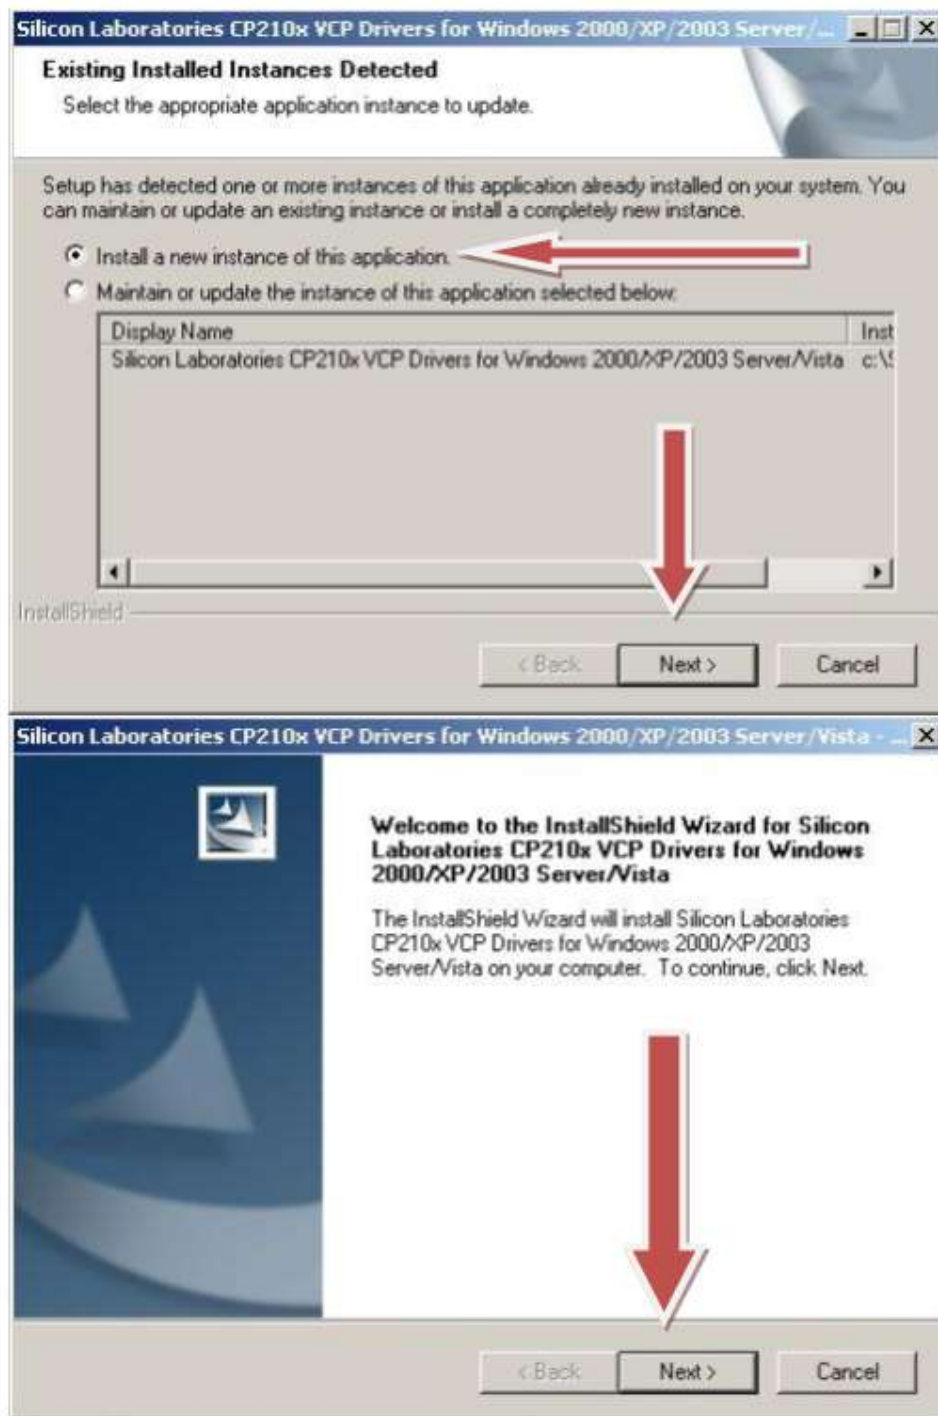 Silicon Laboratories CP210x VCP Drivers for Windows 2000/XP/2003 Server/...
Existing Installed Instances Detected
Select the appropriate application instance to update.
Setup has detected one or more instances of this application already installed on your system. You
can maintain or update an existing instance or install a completely new instance.
Install a new instance of this application.
Maintain or update the instance of this application selected below:
Display Name Inst
Silicon Laboratories CP210x VCP Drivers for Windows 2000/XP/2003 Server/Vista c:\S
InstallShield
< Back Next > Cancel
Silicon Laboratories CP210x VCP Drivers for Windows 2000/XP/2003 Server/Vista - ...
Welcome to the InstallShield Wizard for Silicon
Laboratories CP210x VCP Drivers for Windows
2000/XP/2003 Server/Vista
The InstallShield Wizard will install Silicon Laboratories
CP210x VCP Drivers for Windows 2000/XP/2003
Server/Vista on your computer. To continue, click Next.
< Back Next > Cancel